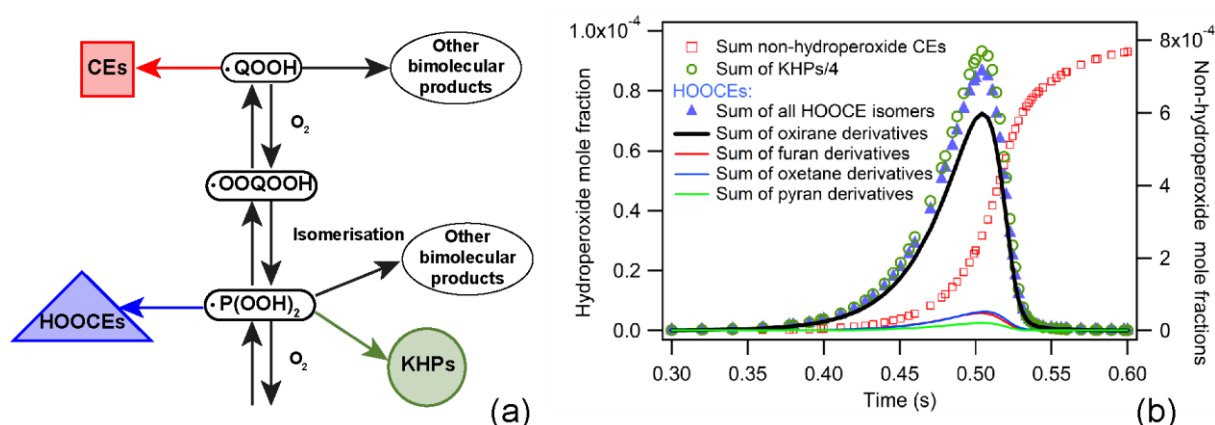 CEs
·QOOH
Other
bimolecular
products
O2
·OOQOOH
Isomerisation
Other
bimolecular
products
·P(OOH)2
HOOCEs
O2
KHPs
(a)
1.0x10-4
0.8
0.6
0.4
0.2
0.0
Hydroperoxide mole fraction
Sum non-hydroperoxide CEs
Sum of KHPs/4
HOOCEs:
Sum of all HOOCE isomers
Sum of oxirane derivatives
Sum of furan derivatives
Sum of oxetane derivatives
Sum of pyran derivatives
8x10-4
6
4
2
0
Non-hydroperoxide mole fractions
0.30
0.35
0.40
0.45
0.50
0.55
0.60
Time (s)
(b)